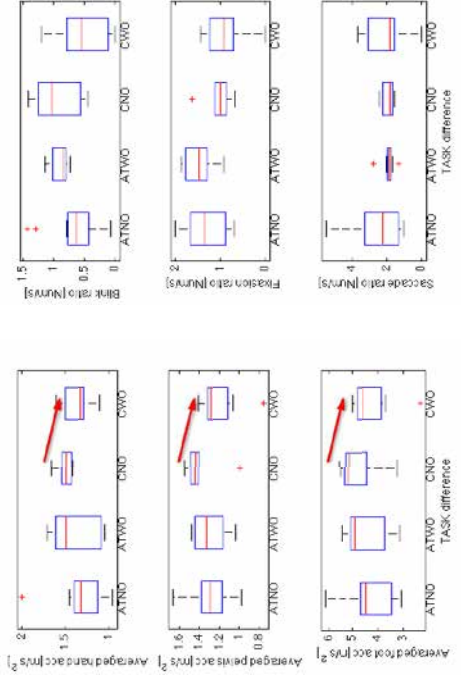 Averaged hand acc [m/s²]
2
1.5
1
ATNO ATWO CNO CWO
Averaged pelvis acc [m/s²]
1.6
1.4
1.2
1
0.8
ATNO ATWO CNO CWO
Averaged foot acc [m/s²]
6
5
4
3
ATNO ATWO CNO CWO
TASK difference
Blink ratio [Num/s]
1.5
1
0.5
0
ATNO ATWO CNO CWO
Fixasion ratio [Num/s]
2
1
0
ATNO ATWO CNO CWO
Saccade ratio [Num/s]
4
2
0
ATNO ATWO CNO CWO
TASK difference